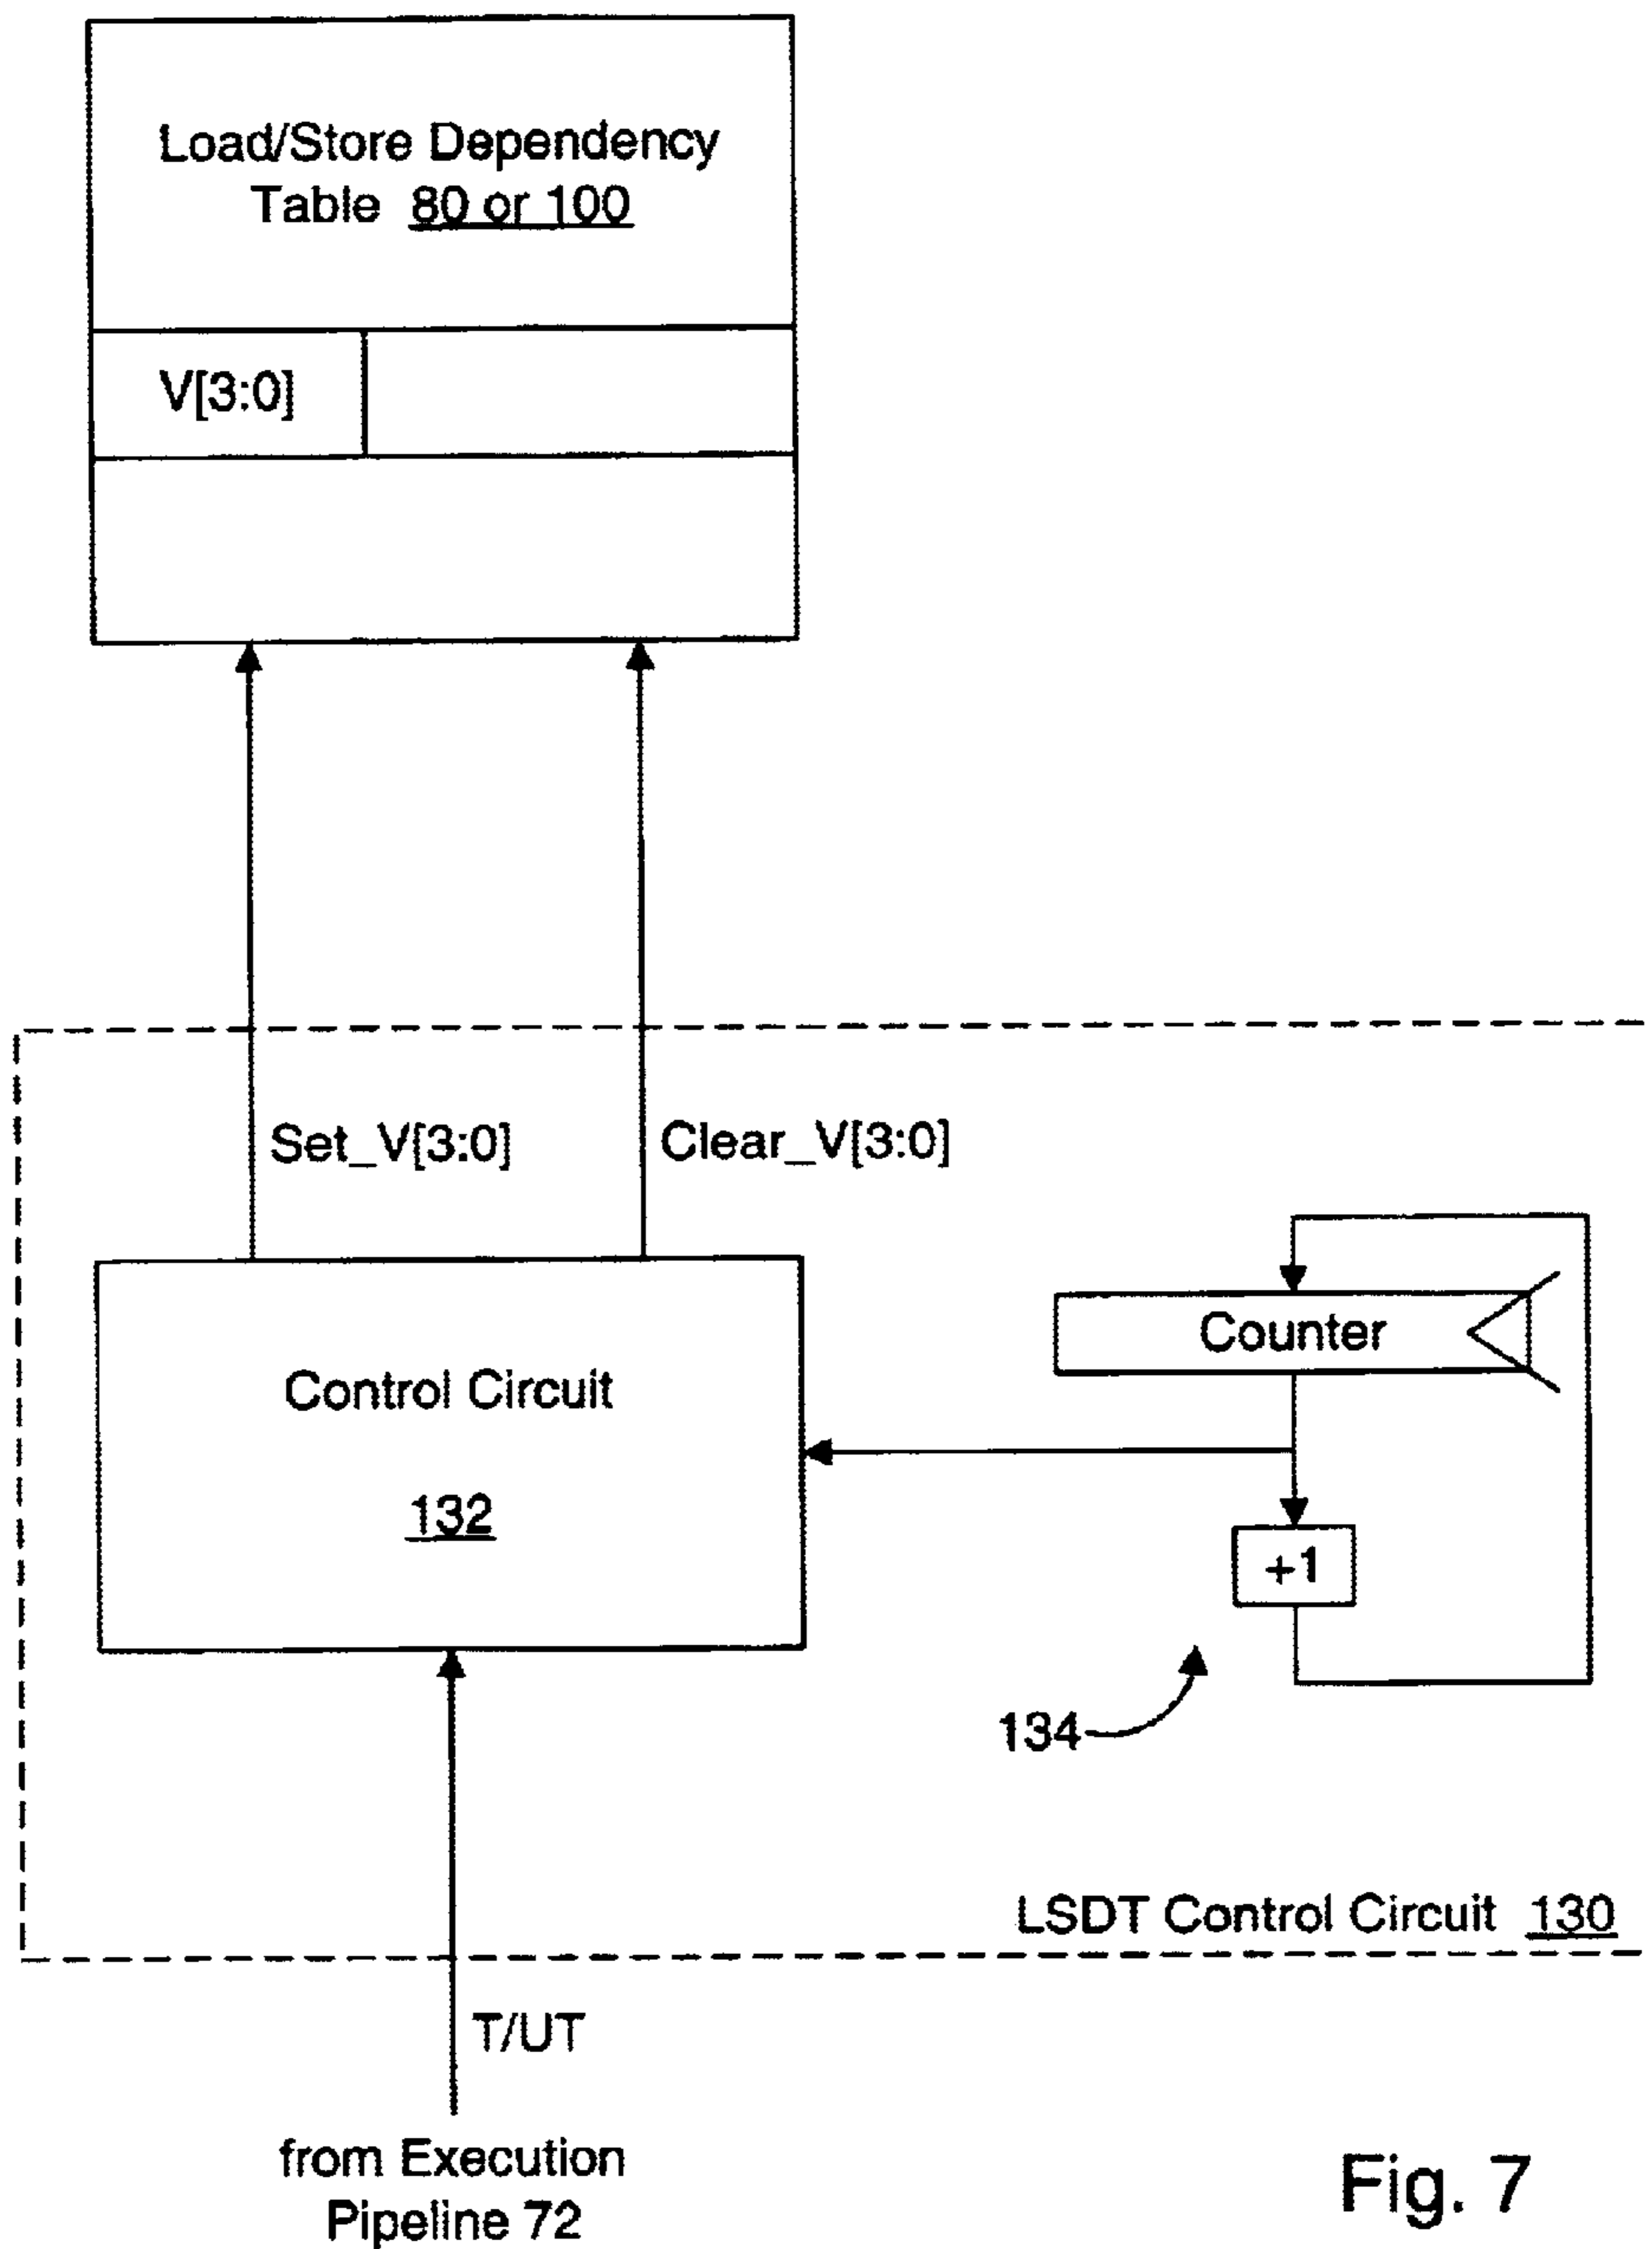 Load/Store Dependency
Table 80 or 100
V[3:0]
Set_V[3:0]
Clear_V[3:0]
Counter
Control Circuit
132
+1
134
LSDT Control Circuit 130
T/UT
from Execution
Pipeline 72
Fig. 7